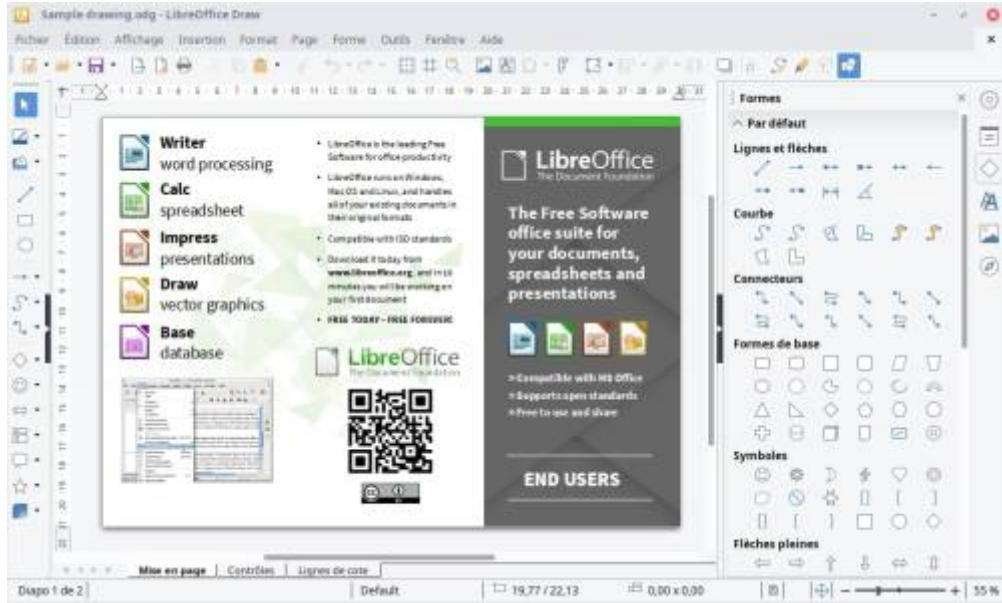 Sample drawing.odg - LibreOffice Draw
Fichier Édition Affichage Insertion Format Page Forme Outils Fenêtre Aide
Writer
word processing
Calc
spreadsheet
Impress
presentations
Draw
vector graphics
Base
database
• LibreOffice is the leading Free
Software for office productivity
• LibreOffice runs on Windows,
Mac OS and Linux, and handles
all of your existing documents in
their original formats
• Compatible with ISO standards
• Download it today from
www.libreoffice.org, and in 10
minutes you will be working on
your first document
• FREE TODAY - FREE FOREVER!
LibreOffice
The Document Foundation
LibreOffice
The Document Foundation
The Free Software
office suite for
your documents,
spreadsheets and
presentations
» Compatible with MS Office
» Supports open standards
» Free to use and share
END USERS
Formes
Par défaut
Lignes et flèches
Courbe
Connecteurs
Formes de base
Symboles
Flèches pleines
Mise en page Contrôles Lignes de cote
Diapo 1 de 2 Default 19,77 / 22,13 0,00 x 0,00 55 %